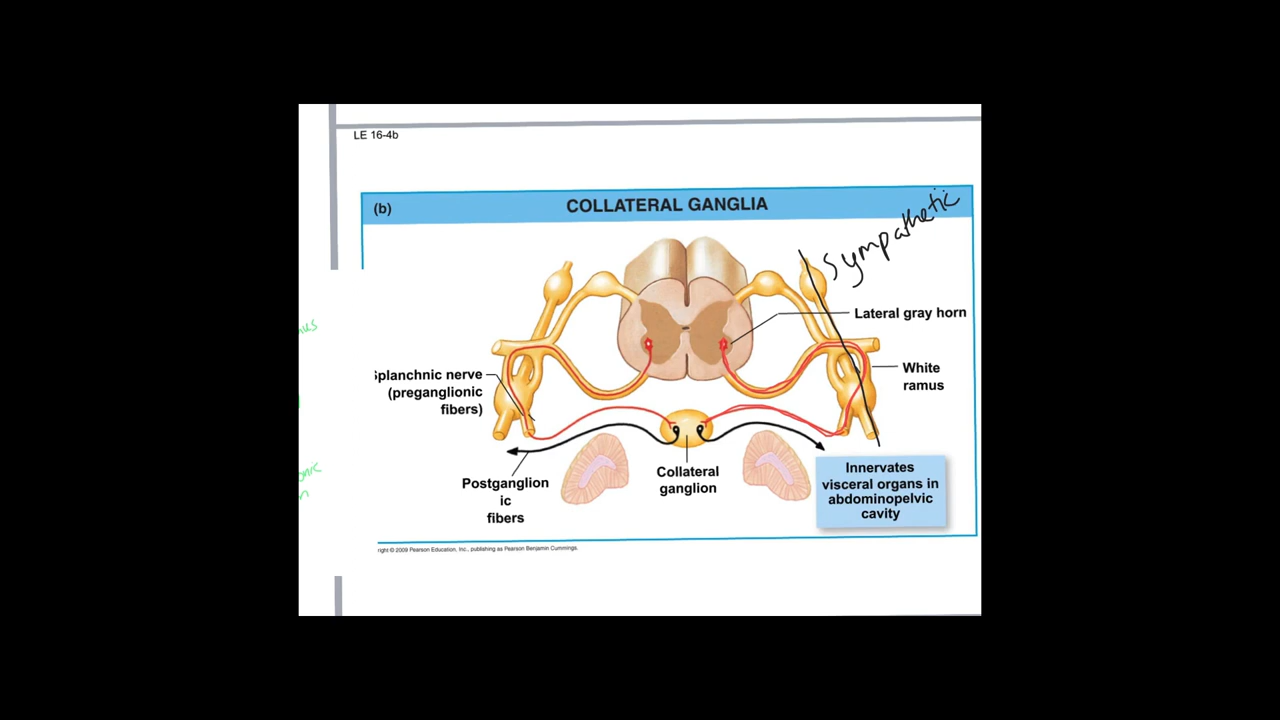 LE 16-4b
(b)
COLLATERAL GANGLIA
Sympathetic
Lateral gray horn
White
ramus
splanchnic nerve
(preganglionic
fibers)
Collateral
ganglion
Postganglion
ic
fibers
Innervates
visceral organs in
abdominopelvic
cavity
right © 2009 Pearson Education, Inc., publishing as Pearson Benjamin Cummings.